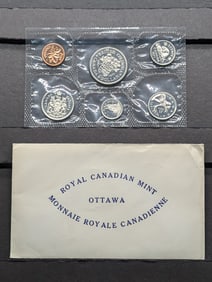 ROYAL CANADIAN MINT
OTTAWA
MONNAIE ROYALE CANADIENNE